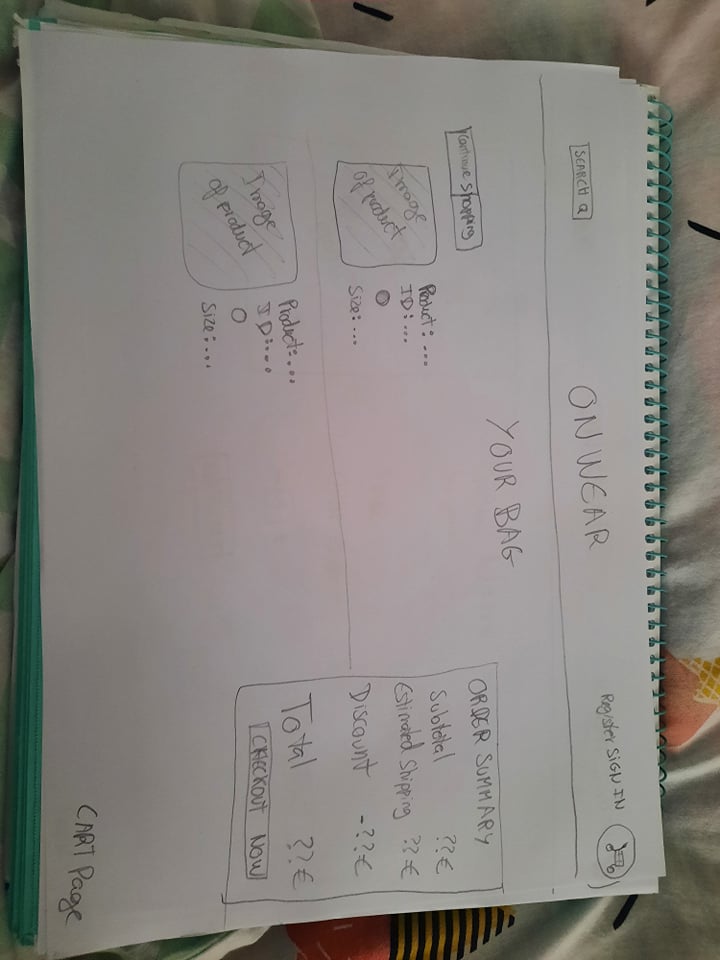 SEARCH
ON WEAR
Register SIGN IN
YOUR BAG
Continue Shopping
Image
of product
Product: ...
ID: ...
Size: ...
Image
of product
Product: ...
ID: ...
Size: ...
ORDER SUMMARY
Subtotal ??€
Estimated Shipping ??€
Discount -??€
Total ??€
CHECKOUT NOW
CART Page